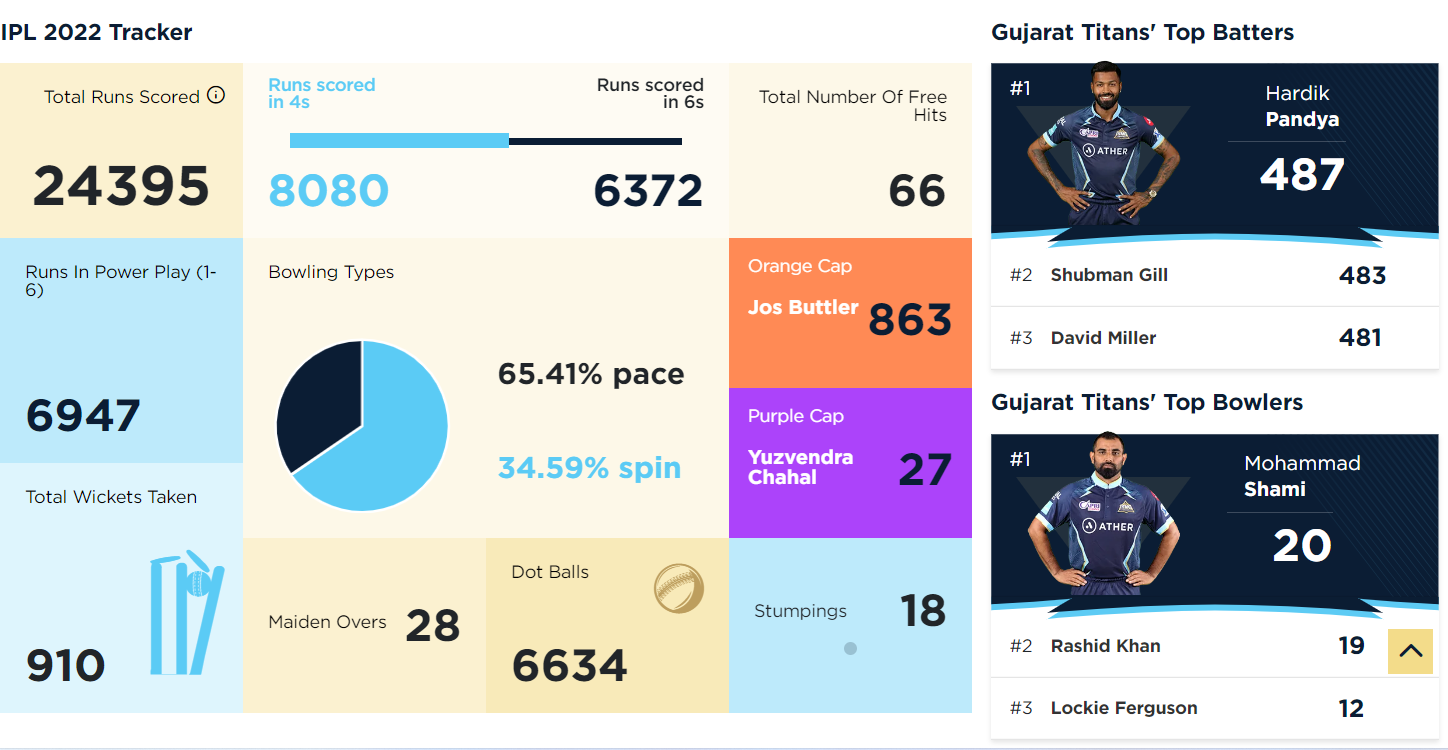 IPL 2022 Tracker
Total Runs Scored
24395
Runs scored
in 4s
Runs scored
in 6s
8080
6372
Total Number Of Free
Hits
66
Runs In Power Play (1-
6)
6947
Bowling Types
65.41% pace
34.59% spin
Orange Cap
Jos Buttler
863
Purple Cap
Yuzvendra
Chahal
27
Total Wickets Taken
910
Maiden Overs
28
Dot Balls
6634
Stumpings
18
Gujarat Titans' Top Batters
#1
Hardik
Pandya
487
ATHER
#2 Shubman Gill 483
#3 David Miller 481
Gujarat Titans' Top Bowlers
#1
Mohammad
Shami
20
ATHER
#2 Rashid Khan 19
#3 Lockie Ferguson 12